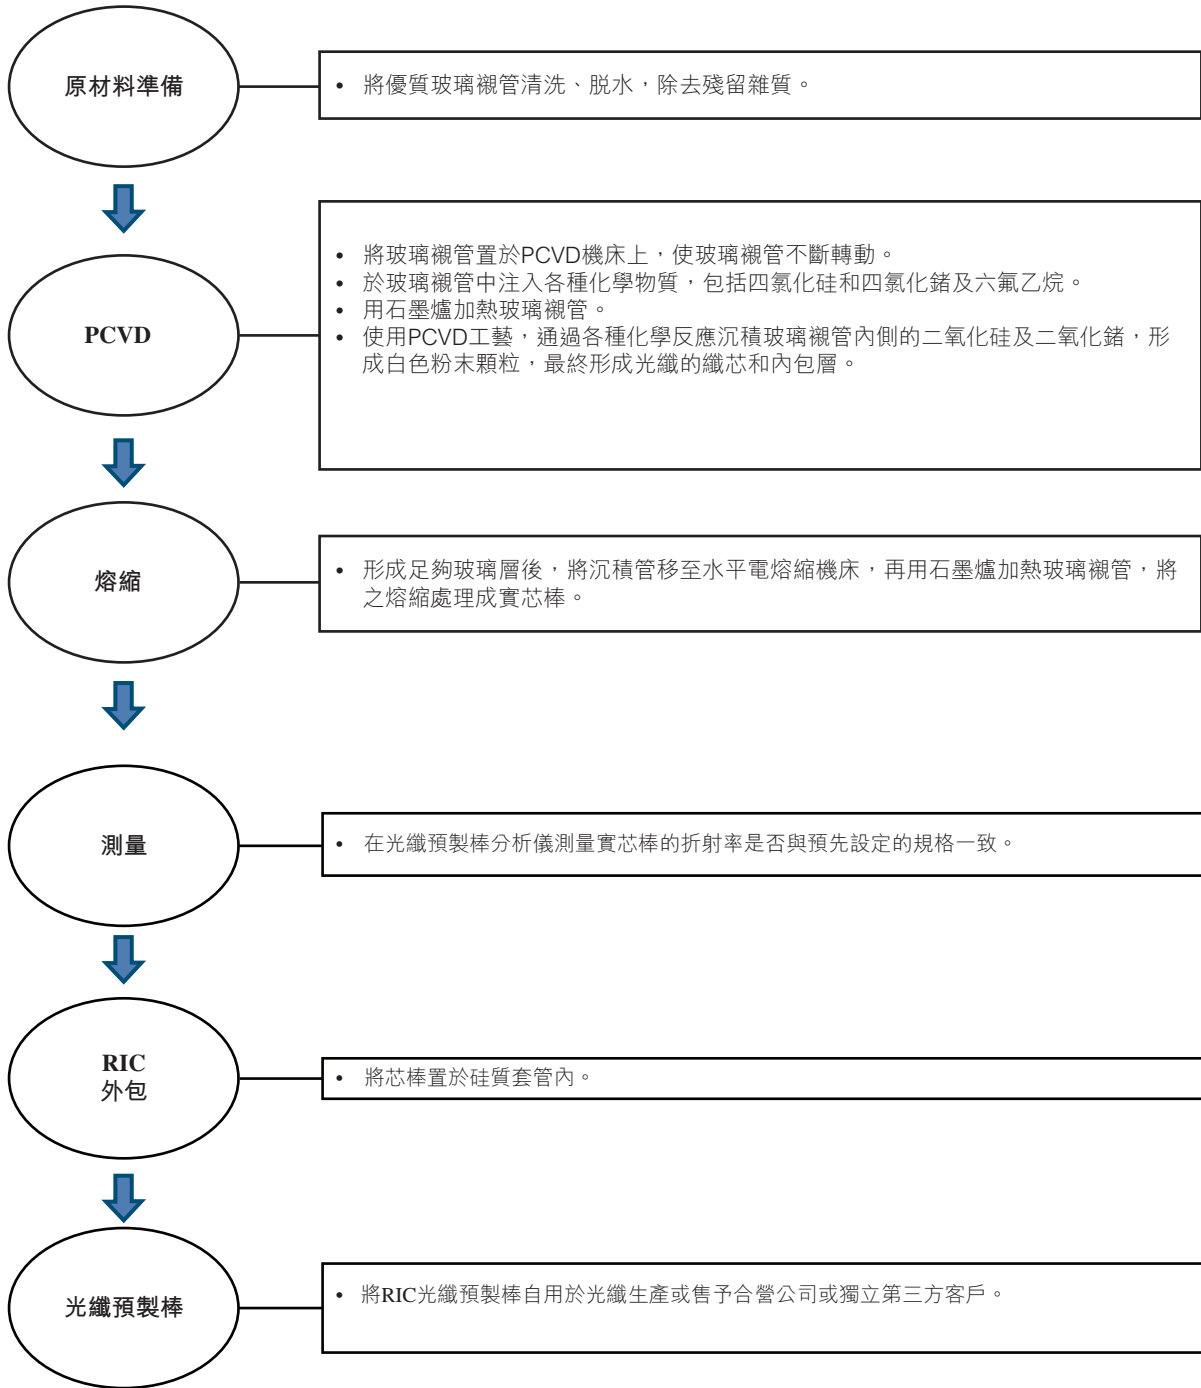 原材料準備
• 將優質玻璃襯管清洗、脱水，除去殘留雜質。
PCVD
• 將玻璃襯管置於PCVD機床上，使玻璃襯管不斷轉動。
• 於玻璃襯管中注入各種化學物質，包括四氯化硅和四氯化鍺及六氟乙烷。
• 用石墨爐加熱玻璃襯管。
• 使用PCVD工藝，通過各種化學反應沉積玻璃襯管內側的二氧化硅及二氧化鍺，形
成白色粉末顆粒，最終形成光纖的纖芯和內包層。
熔縮
• 形成足夠玻璃層後，將沉積管移至水平電熔縮機床，再用石墨爐加熱玻璃襯管，將
之熔縮處理成實芯棒。
測量
• 在光纖預製棒分析儀測量實芯棒的折射率是否與預先設定的規格一致。
RIC
外包
• 將芯棒置於硅質套管內。
光纖預製棒
• 將RIC光纖預製棒自用於光纖生產或售予合營公司或獨立第三方客戶。